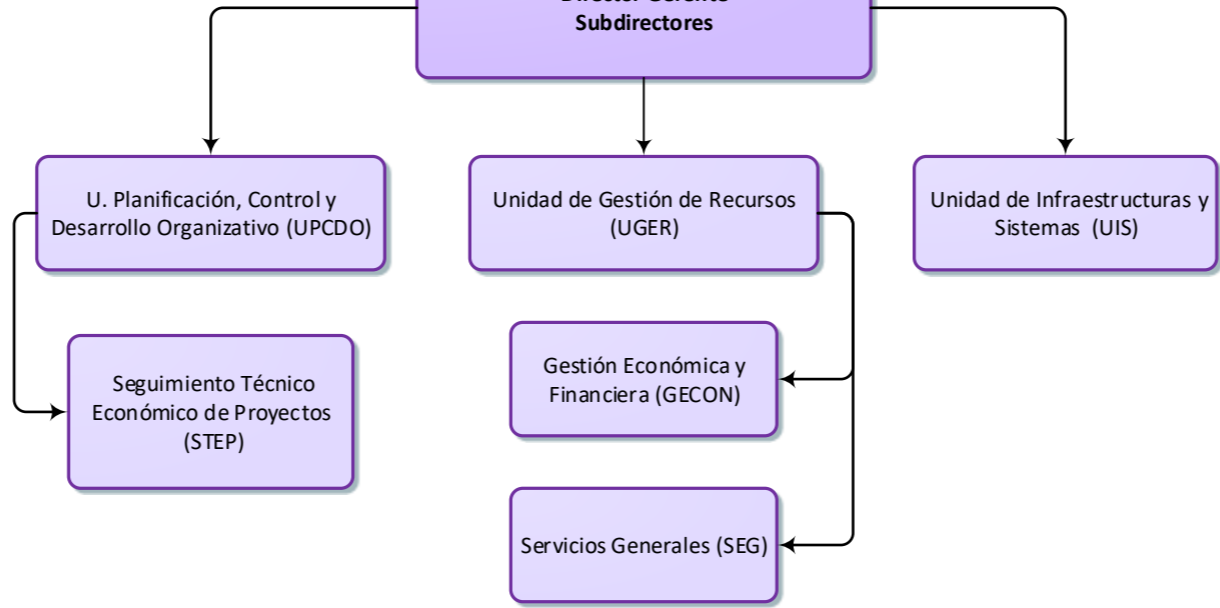 Subdirectores
U. Planificación, Control y
Desarrollo Organizativo (UPCDO)
Unidad de Gestión de Recursos
(UGER)
Unidad de Infraestructuras y
Sistemas (UIS)
Seguimiento Técnico
Económico de Proyectos
(STEP)
Gestión Económica y
Financiera (GECON)
Servicios Generales (SEG)